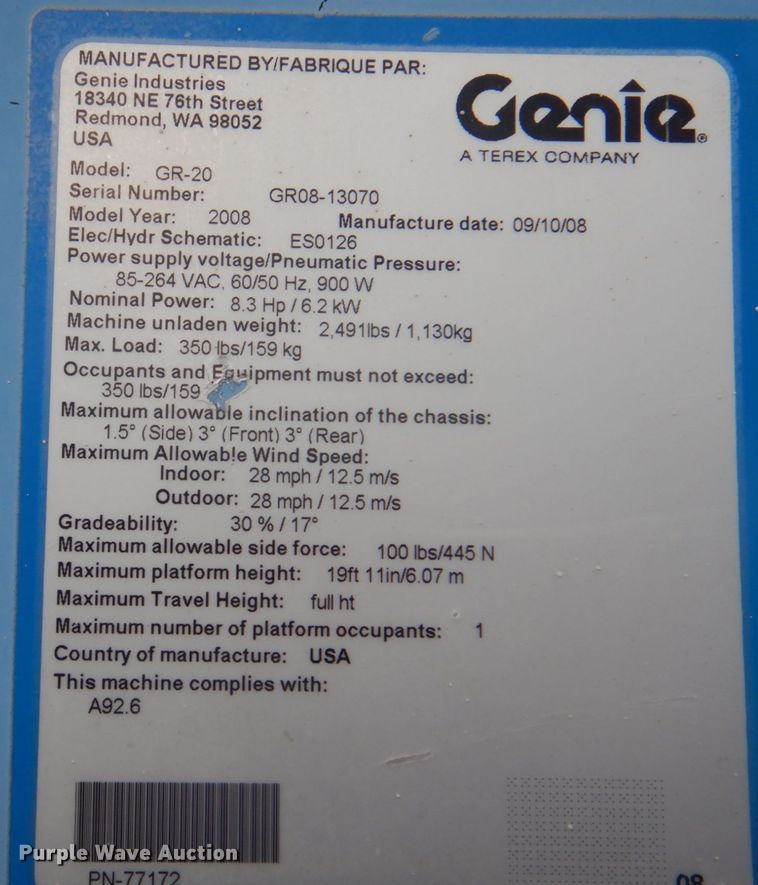 MANUFACTURED BY/FABRIQUE PAR:
Genie Industries
18340 NE 76th Street
Redmond, WA 98052
USA
Genie®
A TEREX COMPANY
Model: GR-20
Serial Number: GR08-13070
Model Year: 2008 Manufacture date: 09/10/08
Elec/Hydr Schematic: ES0126
Power supply voltage/Pneumatic Pressure:
85-264 VAC, 60/50 Hz, 900 W
Nominal Power: 8.3 Hp / 6.2 kW
Machine unladen weight: 2,491lbs / 1,130kg
Max. Load: 350 lbs/159 kg
Occupants and Equipment must not exceed:
350 lbs/159
Maximum allowable inclination of the chassis:
1.5° (Side) 3° (Front) 3° (Rear)
Maximum Allowable Wind Speed:
Indoor: 28 mph / 12.5 m/s
Outdoor: 28 mph / 12.5 m/s
Gradeability: 30 % / 17°
Maximum allowable side force: 100 lbs/445 N
Maximum platform height: 19ft 11in/6.07 m
Maximum Travel Height: full ht
Maximum number of platform occupants: 1
Country of manufacture: USA
This machine complies with:
A92.6
Purple Wave Auction
PN-77172